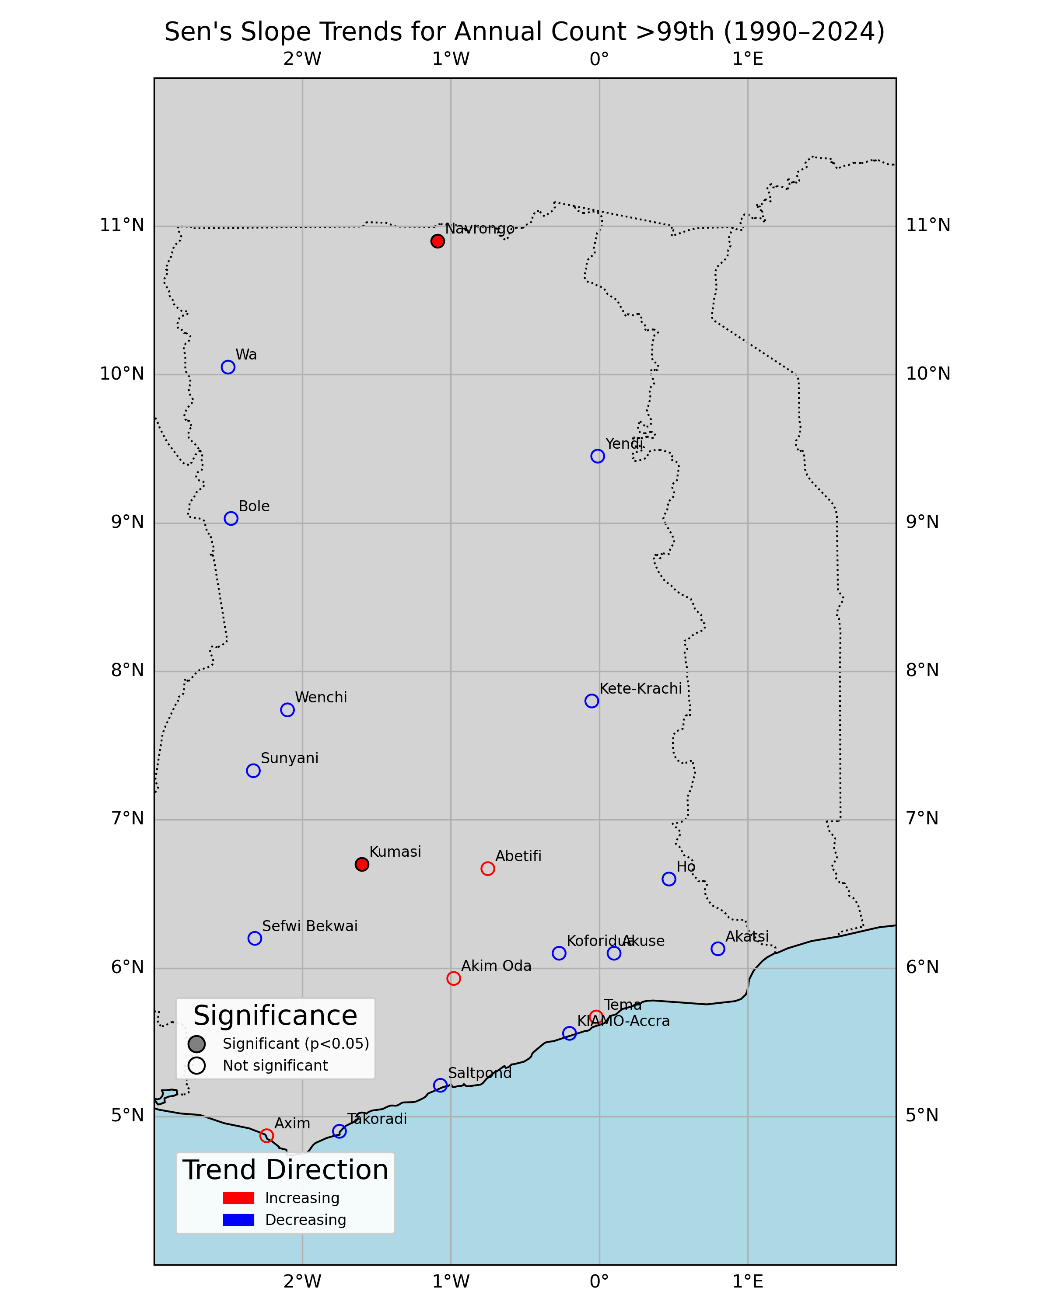 Sen's Slope Trends for Annual Count >99th (1990–2024)
2°W 1°W 0° 1°E
11°N 11°N
Navrongo
Wa
10°N 10°N
Yendi
Bole
9°N 9°N
8°N 8°N
Kete-Krachi
Wenchi
Sunyani
7°N 7°N
Kumasi
Abetifi
Ho
Sefwi Bekwai
Koforidua
Akuse
Akatsi
6°N 6°N
Akim Oda
Tema
KIAMO-Accra
Significance
Significant (p<0.05)
Not significant
Saltpond
5°N 5°N
Axim
Takoradi
Trend Direction
Increasing
Decreasing
2°W 1°W 0° 1°E